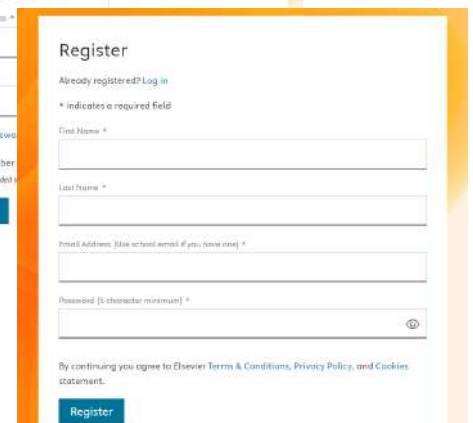 Register
Already registered? Log in
* indicates a required field
First Name *
Last Name *
Email Address (Use school email if you have one) *
Password (5-character minimum) *
By continuing you agree to Elsevier Terms & Conditions, Privacy Policy, and Cookies
statement.
Register